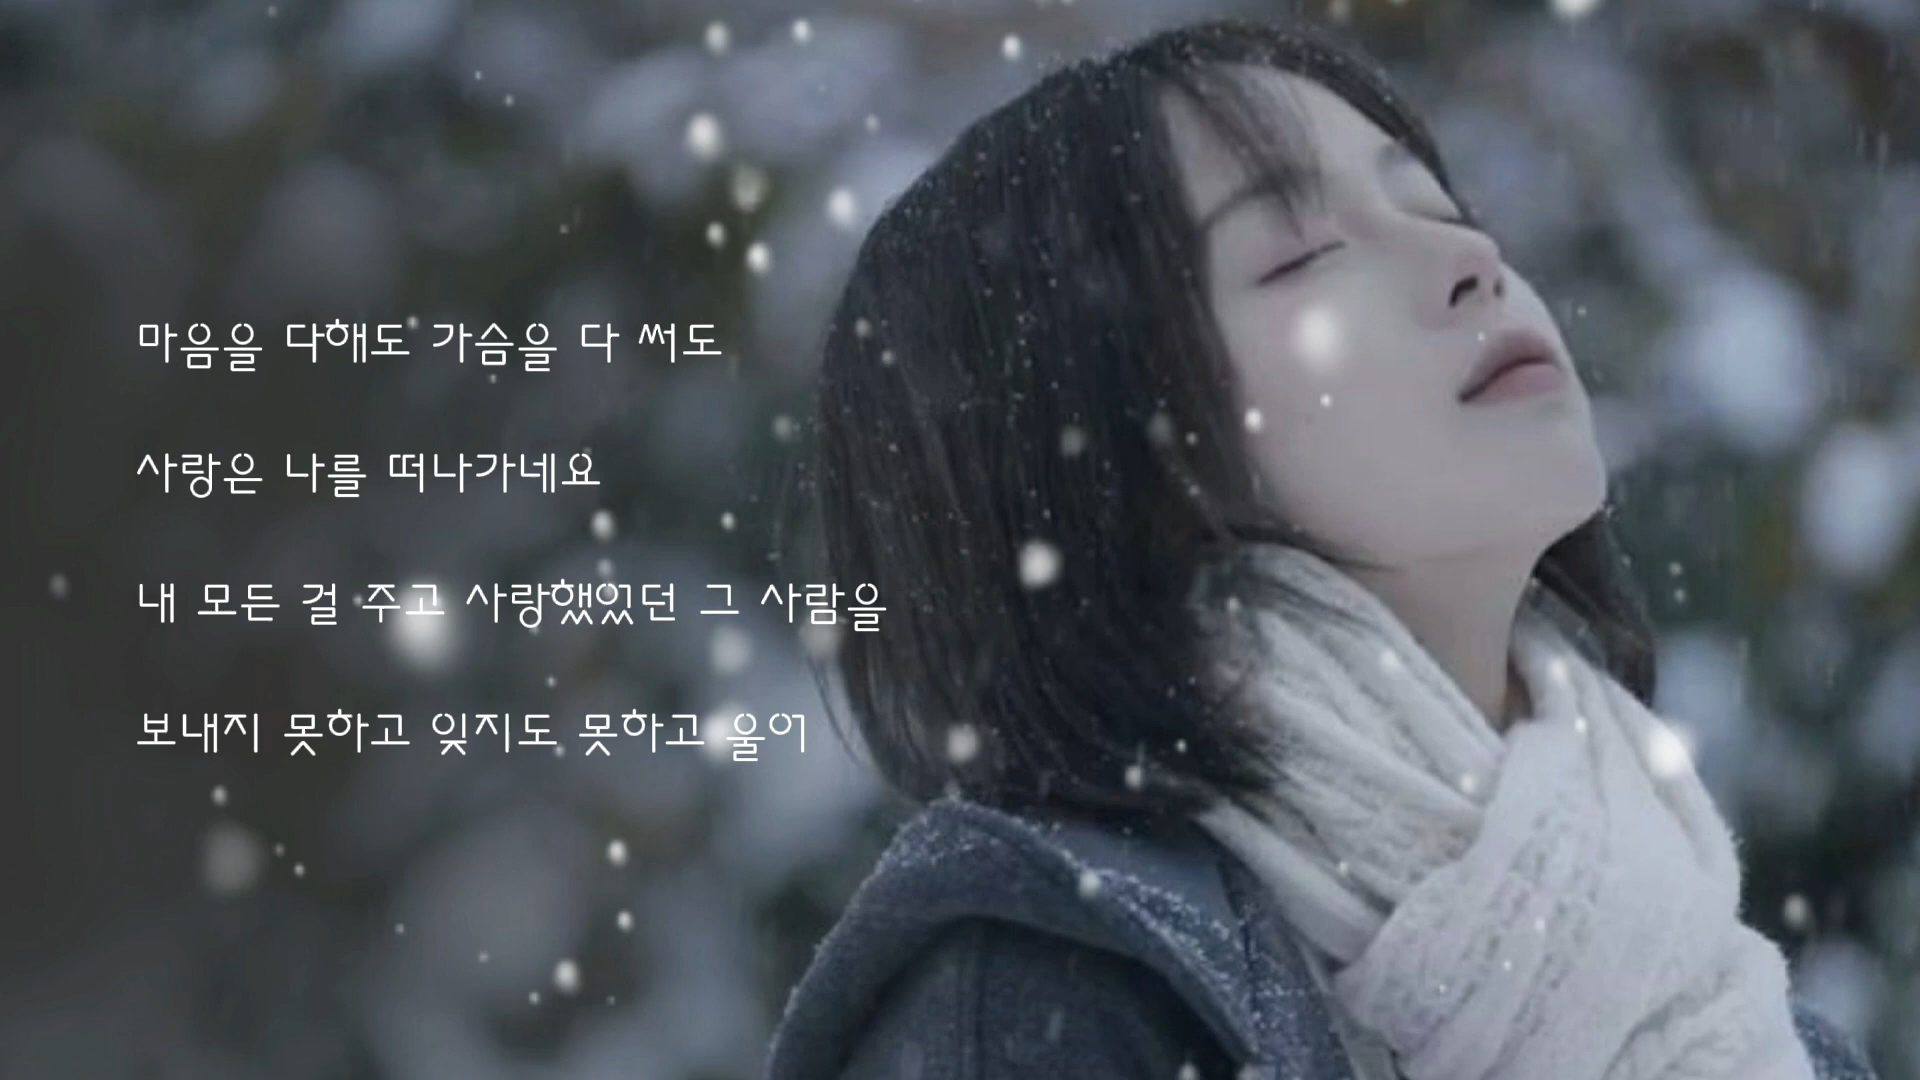 마음을 다해도 가슴을 다 써도
사랑은 나를 떠나가네요
내 모든 걸 주고 사랑했었던 그 사람을
보내지 못하고 잊지도 못하고 울어